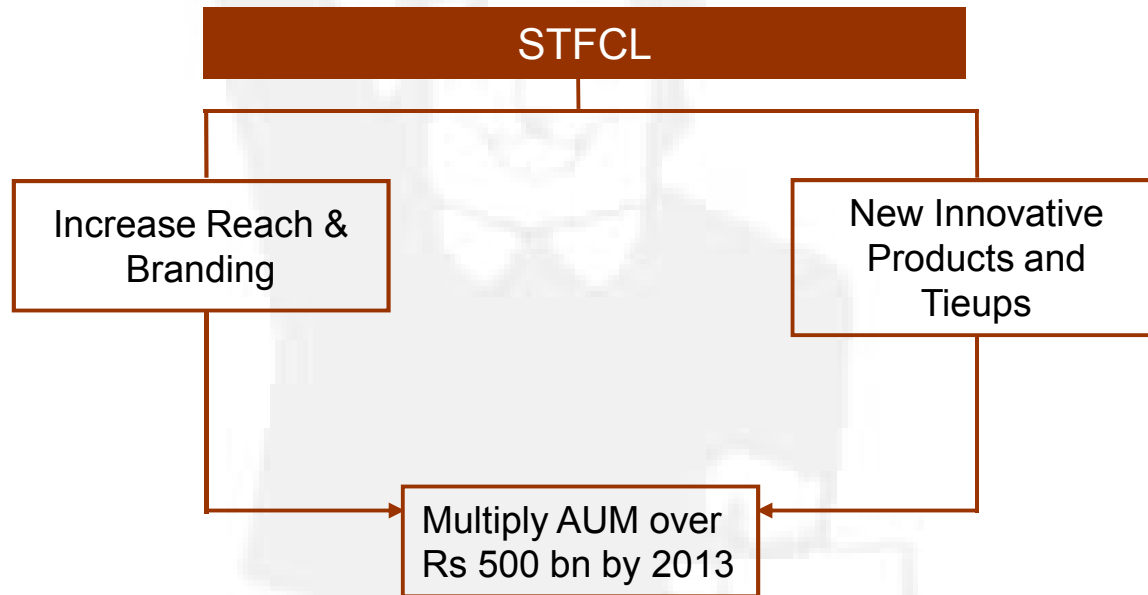 STFCL
Increase Reach &
Branding
New Innovative
Products and
Tieups
Multiply AUM over
Rs 500 bn by 2013